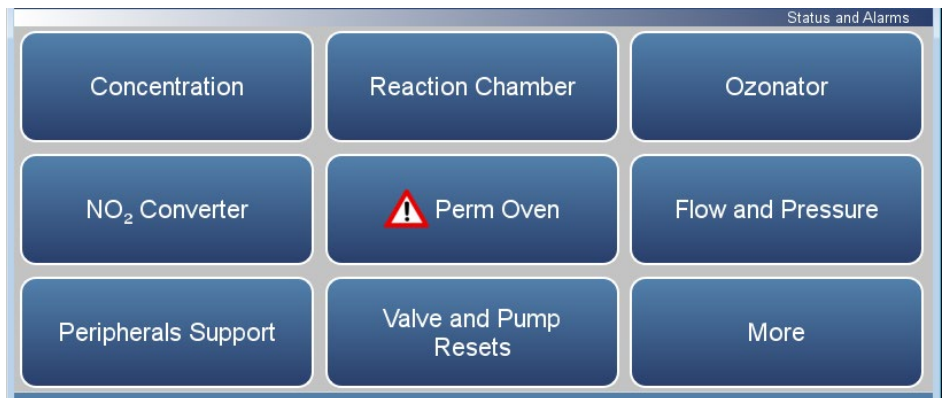 Status and Alarms
Concentration
Reaction Chamber
Ozonator
NO₂ Converter
Perm Oven
Flow and Pressure
Peripherals Support
Valve and Pump
Resets
More